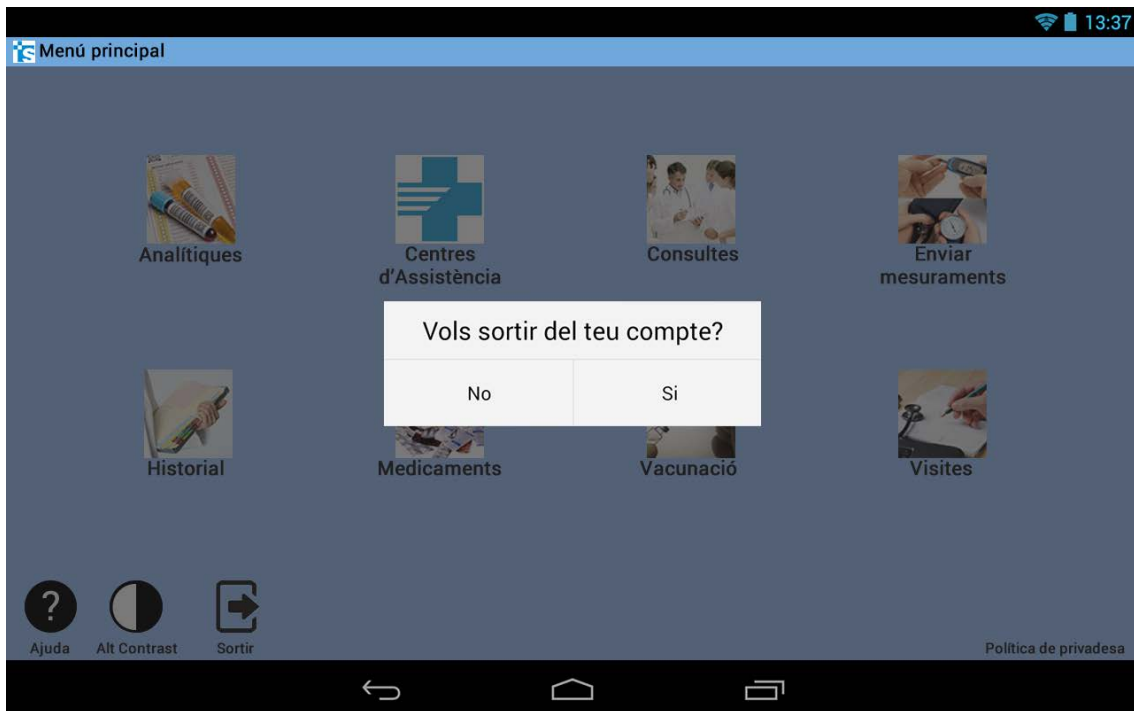 13:37
Menú principal
Analítiques
Centres
d'Assistència
Consultes
Enviar
mesuraments
Vols sortir del teu compte?
No
Si
Historial
Medicaments
Vacunació
Visites
?
Ajuda
Alt Contrast
Sortir
Política de privadesa